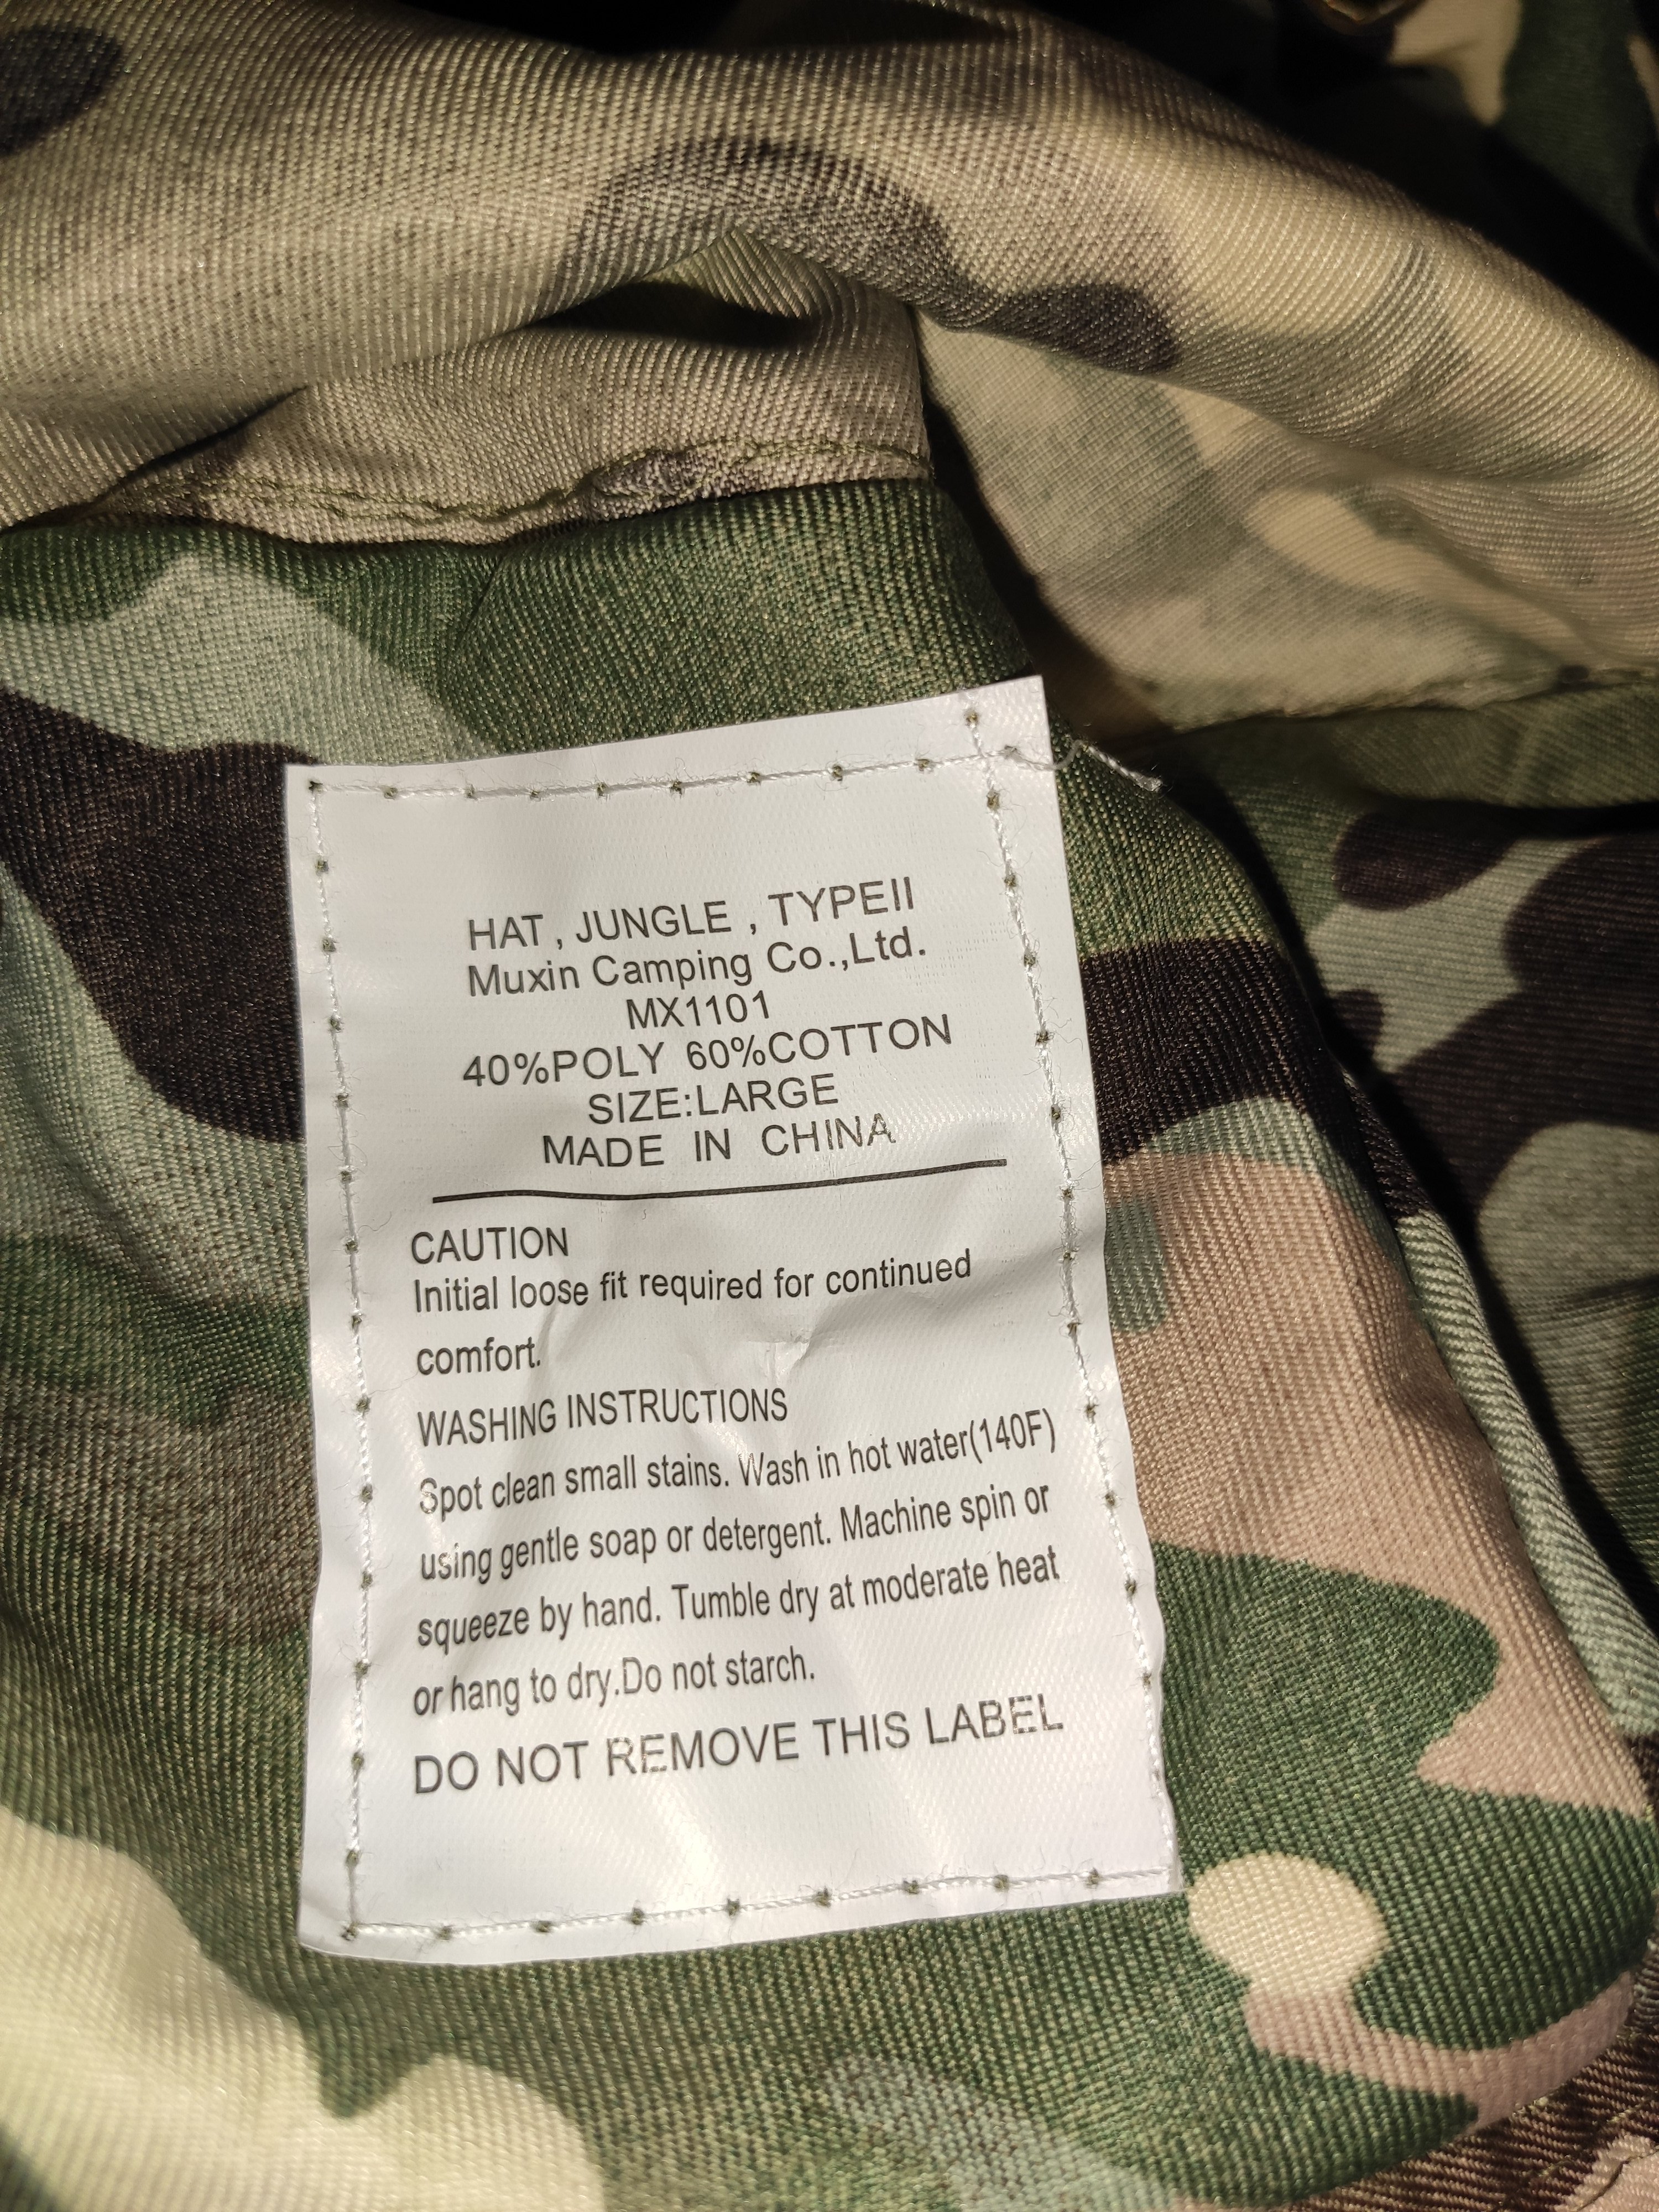 HAT , JUNGLE , TYPEII
Muxin Camping Co.,Ltd.
MX1101
40%POLY 60%COTTON
SIZE:LARGE
MADE IN CHINA
CAUTION
Initial loose fit required for continued
comfort.
WASHING INSTRUCTIONS
Spot clean small stains. Wash in hot water(140F)
using gentle soap or detergent. Machine spin or
squeeze by hand. Tumble dry at moderate heat
or hang to dry.Do not starch.
DO NOT REMOVE THIS LABEL